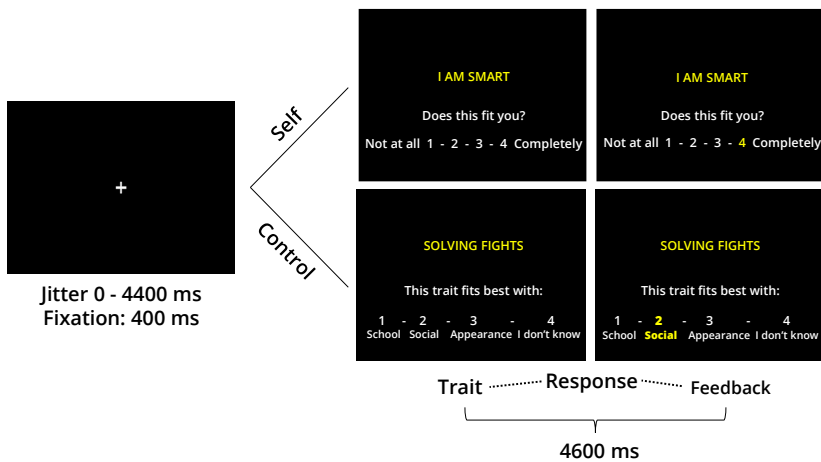 +
Jitter 0 - 4400 ms
Fixation: 400 ms
Self
Control
I AM SMART
Does this fit you?
Not at all 1 - 2 - 3 - 4 Completely
I AM SMART
Does this fit you?
Not at all 1 - 2 - 3 - 4 Completely
SOLVING FIGHTS
This trait fits best with:
1 - 2 - 3 - 4
School Social Appearance I don't know
SOLVING FIGHTS
This trait fits best with:
1 - 2 - 3 - 4
School Social Appearance I don't know
Trait Response Feedback
4600 ms